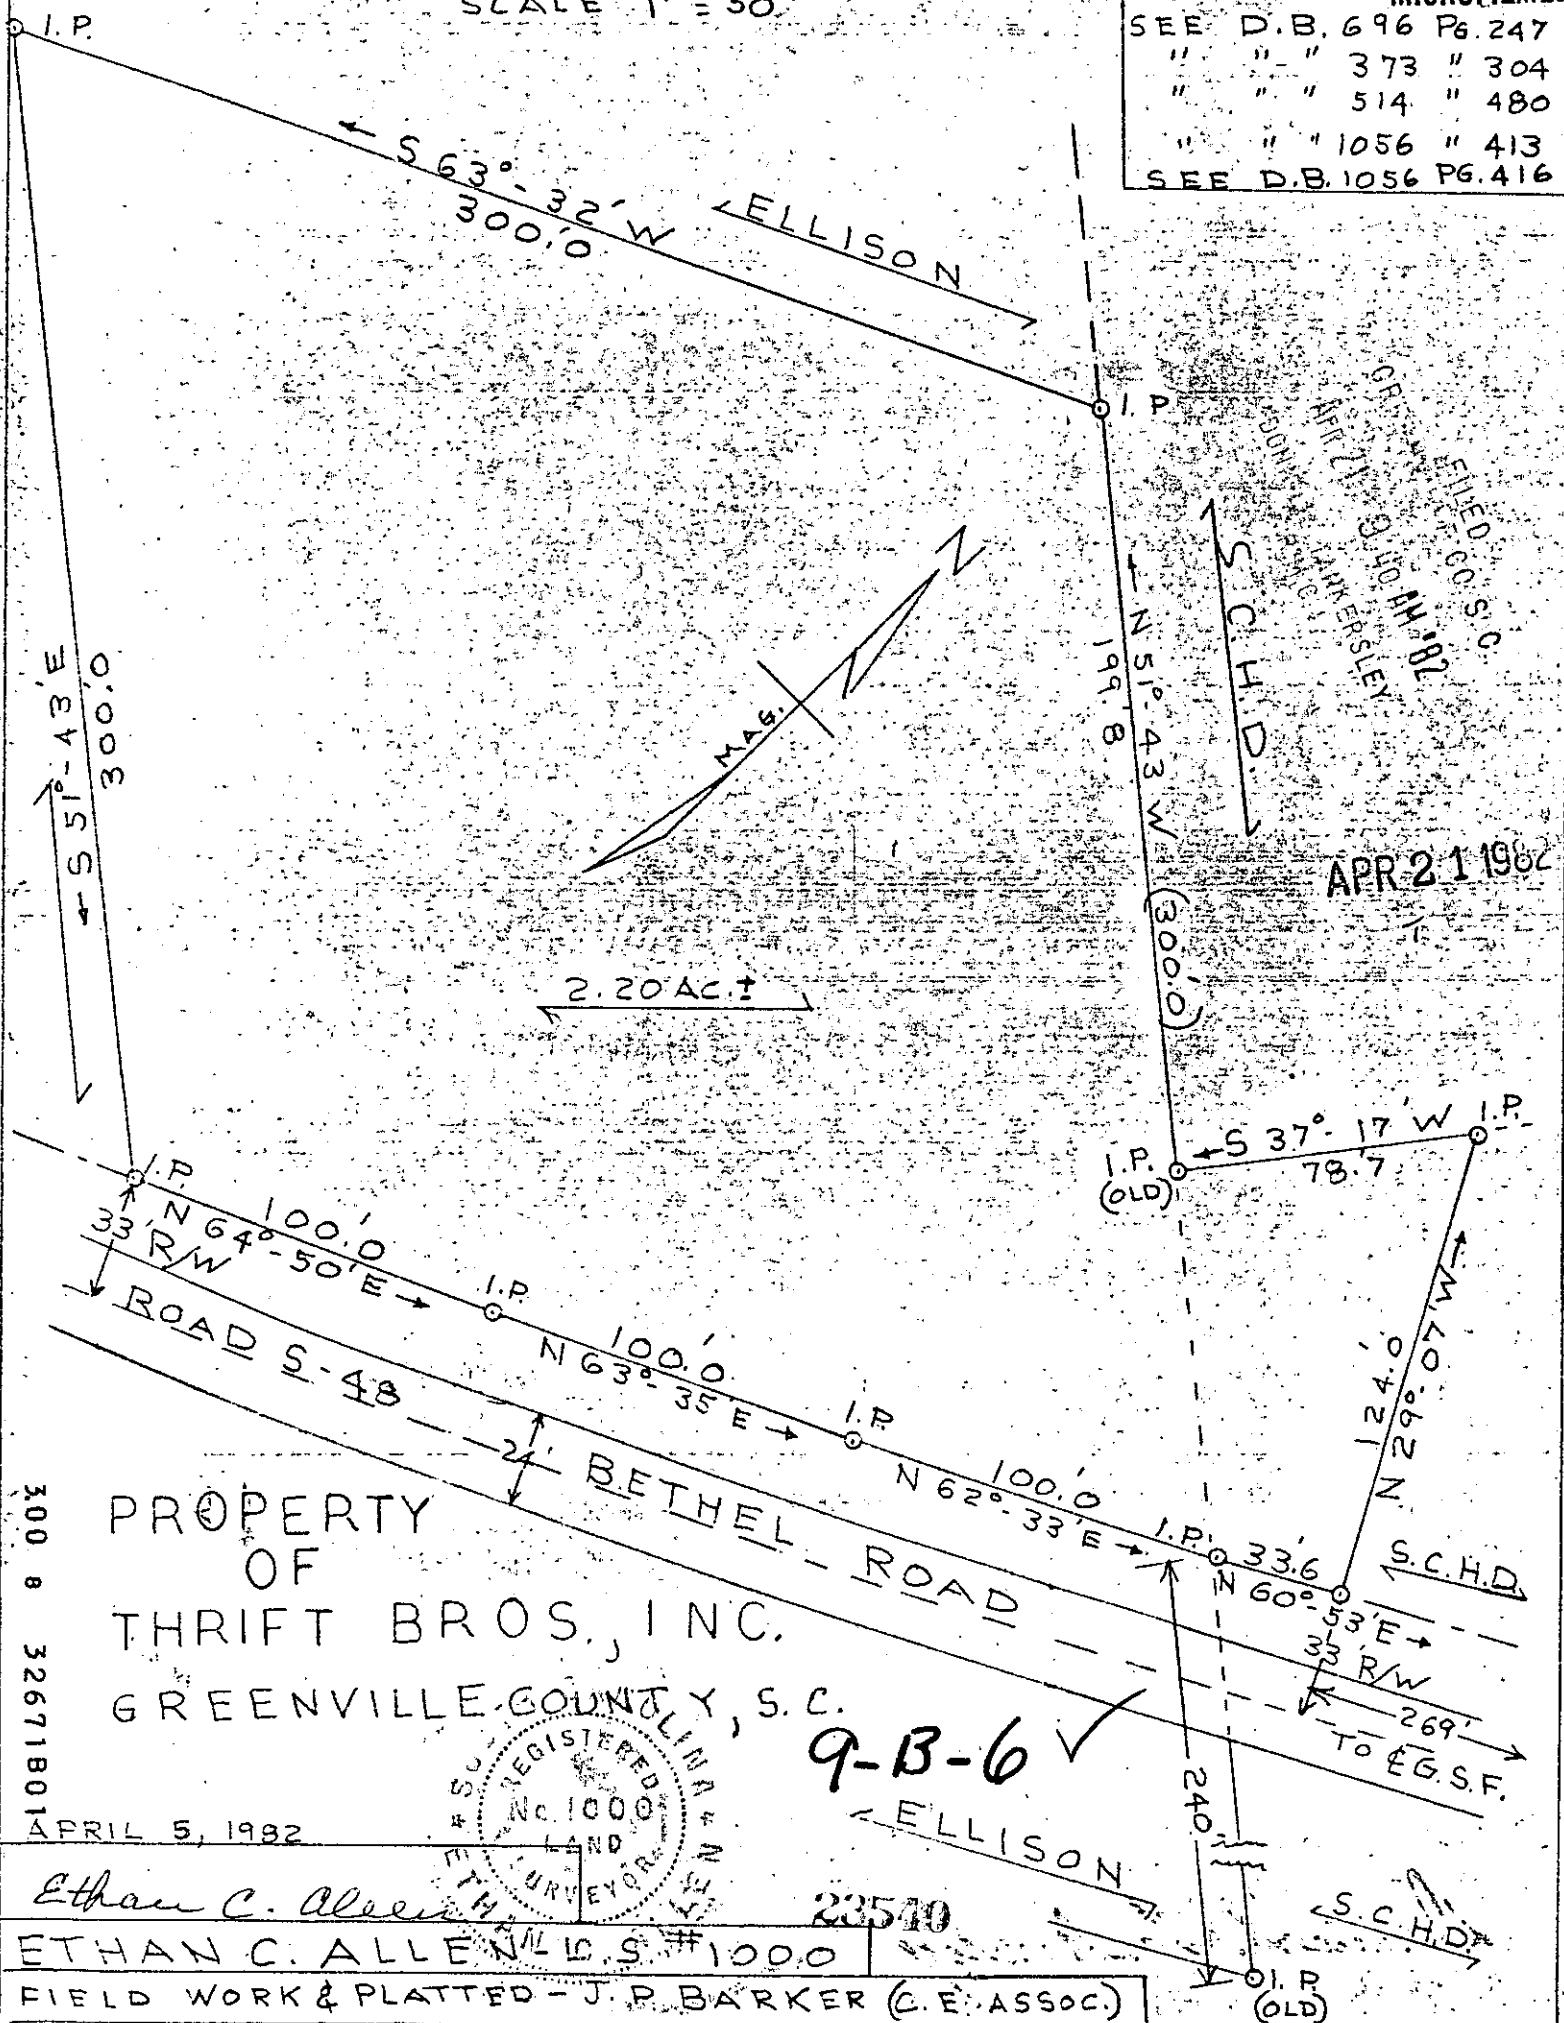 SCALE 1" = 50'
SEE D.B. 696 PG. 247
" " " 373 " 304
" " " 514 " 480
" " " 1056 " 413
SEE D.B. 1056 PG. 416
I.P.
S 63°-32' W
300.'0
ELLISON
I.P.
FILED
GREENVILLE CO. S.C.
APR 21 9 40 AM '82
TANKERSLEY
S.C.H.D.
N 51°-43 W
199.8
(300.'0)
N
MAG.
S 51°-43'E
300.'0
APR 21 1982
2.20 AC.±
S 37°-17'W
78.'7
I.P.
I.P.
(OLD)
I.P.
100.'0
N 64°-50'E
33' R/W
I.P.
100.'0
N 63°-35'E
I.P.
100.'0
N 62°-33'E
I.P.
33.'6
N 60°-53'E
124.'0
N 29°-07'W
S.C.H.D.
33' R/W
269'
TO ₵ G.S.F.
ROAD S-48
24'
BETHEL ROAD
PROPERTY
OF
THRIFT BROS., INC.
GREENVILLE COUNTY, S.C.
9-B-6 ✓
240'
ELLISON
S.C.H.D.
I.P.
(OLD)
300 8 32671801
APRIL 5, 1982
REGISTERED
No. 1000
LAND
SURVEYOR
Ethan C. Allen
23540
ETHAN C. ALLEN L.S. #1000
FIELD WORK & PLATTED - J.P. BARKER (C.E. ASSOC.)